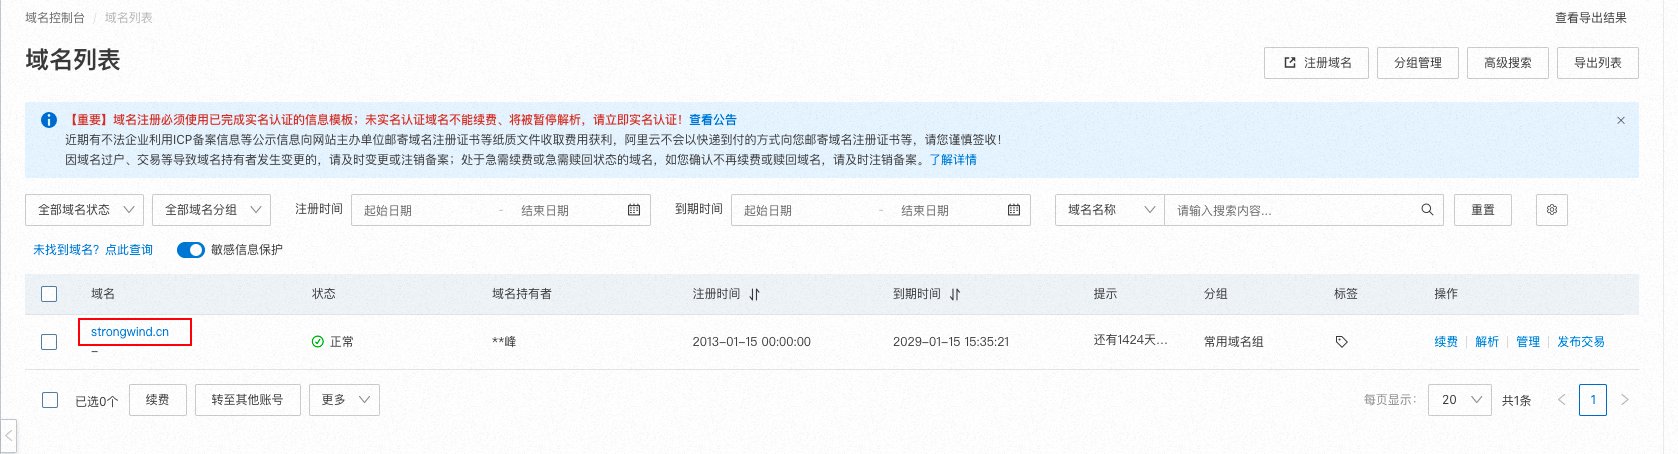 域名控制台 / 域名列表 查看导出结果
域名列表 注册域名 分组管理 高级搜索 导出列表
【重要】域名注册必须使用已完成实名认证的信息模板；未实名认证域名不能续费、将被暂停解析，请立即实名认证！查看公告
近期有不法企业利用ICP备案信息等公示信息向网站主办单位邮寄域名注册证书等纸质文件收取费用获利，阿里云不会以快递到付的方式向您邮寄域名注册证书等，请您谨慎签收！
因域名过户、交易等导致域名持有者发生变更的，请及时变更或注销备案；处于急需续费或急需赎回状态的域名，如您确认不再续费或赎回域名，请及时注销备案。了解详情
全部域名状态 全部域名分组 注册时间 起始日期 - 结束日期 到期时间 起始日期 - 结束日期 域名名称 请输入搜索内容... 重置
未找到域名？点此查询 敏感信息保护
域名 状态 域名持有者 注册时间 到期时间 提示 分组 标签 操作
strongwind.cn 正常 **峰 2013-01-15 00:00:00 2029-01-15 15:35:21 还有1424天... 常用域名组 续费 解析 管理 发布交易
–
已选0个 续费 转至其他账号 更多 每页显示： 20 共1条 1